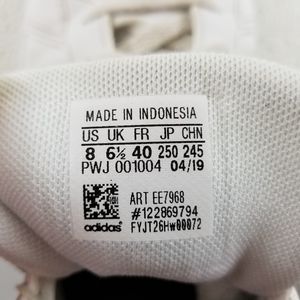 MADE IN INDONESIA
US UK FR JP CHN
8 6½ 40 250 245
PWJ 001004 04/19
ART EE7968
#122869794
adidas FYJT26Hw00072